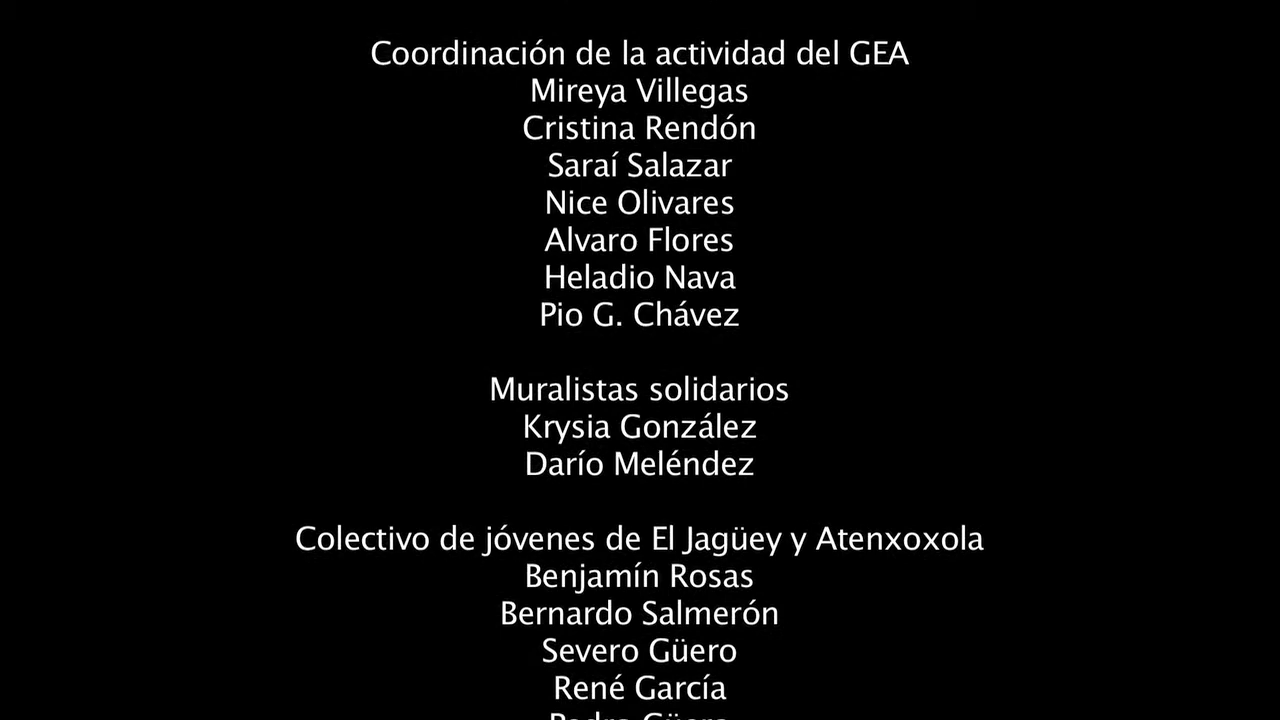 Coordinación de la actividad del GEA
Mireya Villegas
Cristina Rendón
Saraí Salazar
Nice Olivares
Alvaro Flores
Heladio Nava
Pio G. Chávez
Muralistas solidarios
Krysia González
Darío Meléndez
Colectivo de jóvenes de El Jagüey y Atenxoxola
Benjamín Rosas
Bernardo Salmerón
Severo Güero
René García